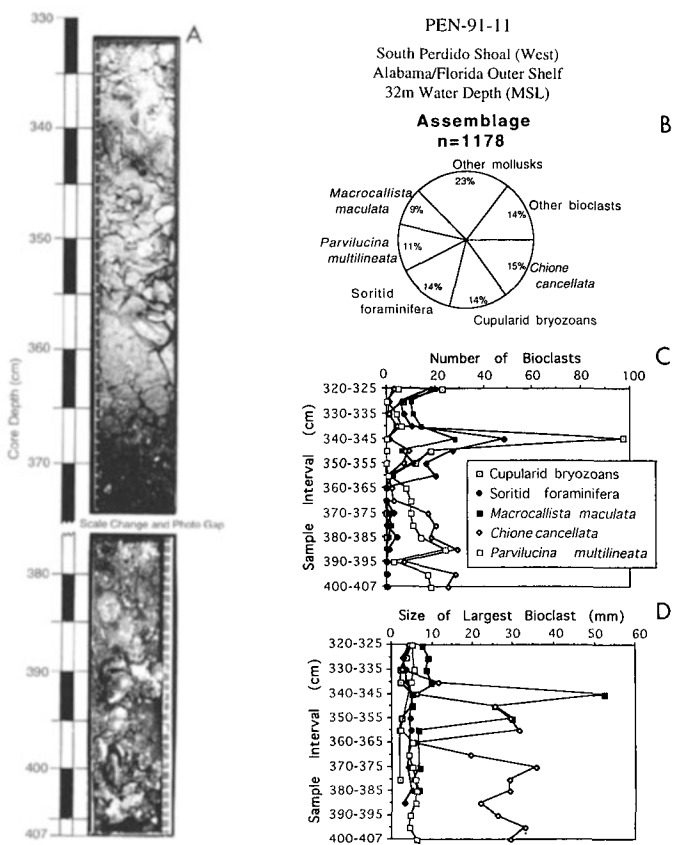 330
340
350
360
370
Core Depth (cm)
A
Scale Change and Photo Gap
380
390
400
407
PEN-91-11
South Perdido Shoal (West)
Alabama/Florida Outer Shelf
32m Water Depth (MSL)
B
Assemblage
n=1178
Other mollusks
23%
Other bioclasts
14%
15% Chione
cancellata
14%
Cupularid bryozoans
14%
Soritid
foraminifera
11%
Parvilucina
multilineata
9%
Macrocallista
maculata
C
Number of Bioclasts
0 20 40 60 80 100
Sample Interval (cm)
320-325
330-335
340-345
350-355
360-365
370-375
380-385
390-395
400-407
Cupularid bryozoans
Soritid foraminifera
Macrocallista maculata
Chione cancellata
Parvilucina multilineata
D
Size of Largest Bioclast (mm)
0 10 20 30 40 50 60
Sample Interval (cm)
320-325
330-335
340-345
350-355
360-365
370-375
380-385
390-395
400-407